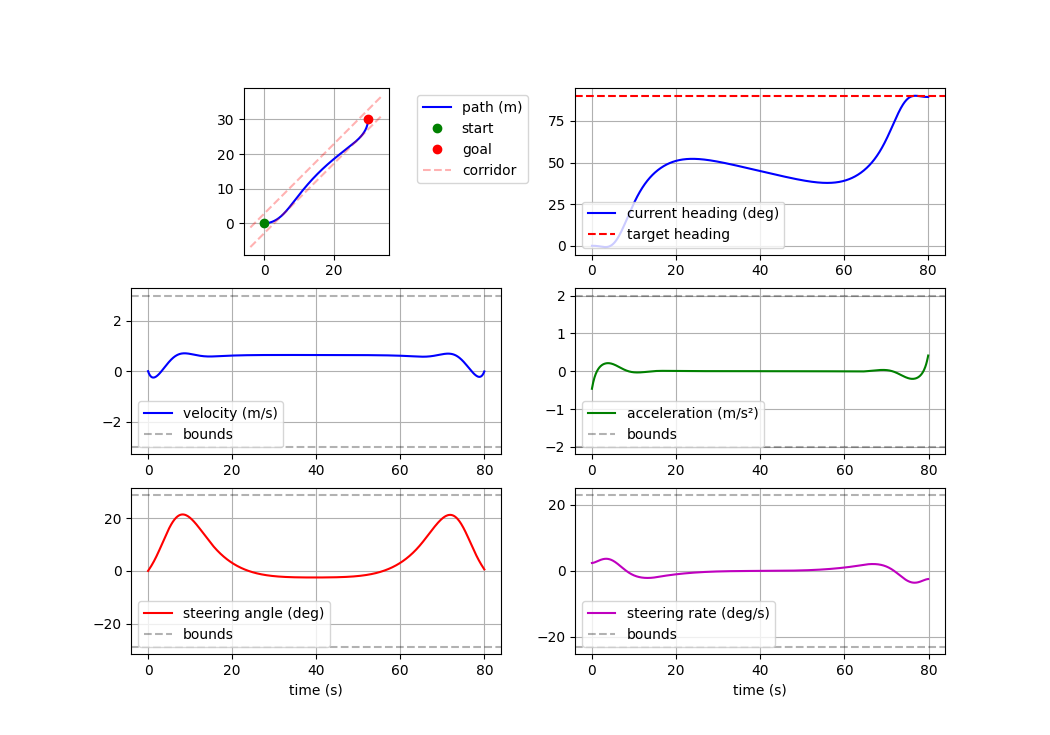 30
20
10
0
0 20
path (m)
start
goal
corridor
75
50
25
0
0 20 40 60 80
current heading (deg)
target heading
2
0
−2
0 20 40 60 80
velocity (m/s)
bounds
2
1
0
−1
−2
0 20 40 60 80
acceleration (m/s²)
bounds
20
0
−20
0 20 40 60 80
steering angle (deg)
bounds
time (s)
20
0
−20
0 20 40 60 80
steering rate (deg/s)
bounds
time (s)